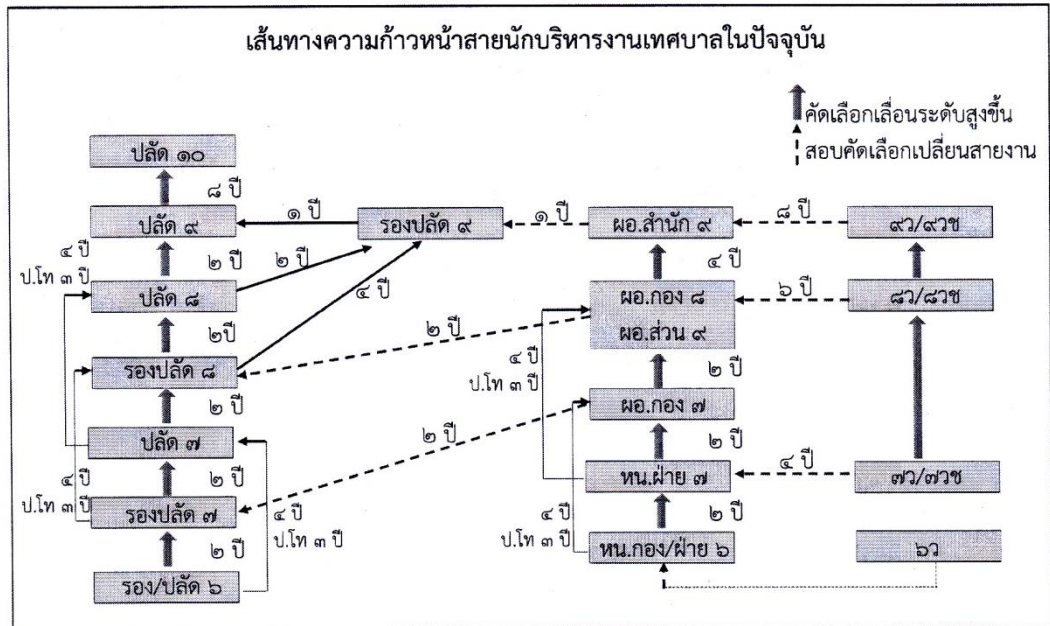 เส้นทางความก้าวหน้าสายนักบริหารงานเทศบาลในปัจจุบัน
คัดเลือกเลื่อนระดับสูงขึ้น
สอบคัดเลือกเปลี่ยนสายงาน
ปลัด ๑๐
๘ ปี
ปลัด ๙
๑ ปี
รองปลัด ๙
๑ ปี
ผอ.สำนัก ๙
๘ ปี
๙ว/๙วช
๔ ปี
ป.โท ๓ ปี
๒ ปี
๒ ปี
๔ ปี
๔ ปี
ปลัด ๘
ผอ.กอง ๘
ผอ.ส่วน ๙
๖ ปี
๘ว/๘วช
๒ปี
๒ ปี
รองปลัด ๘
๔ ปี
ป.โท ๓ ปี
๒ ปี
๒ ปี
ผอ.กอง ๗
ปลัด ๗
๒ ปี
๒ ปี
๔ ปี
ป.โท ๓ ปี
๒ ปี
หน.ฝ่าย ๗
๔ ปี
๗ว/๗วช
รองปลัด ๗
๔ ปี
ป.โท ๓ ปี
๒ ปี
๔ ปี
ป.โท ๓ ปี
๒ ปี
รอง/ปลัด ๖
หน.กอง/ฝ่าย ๖
๖ว